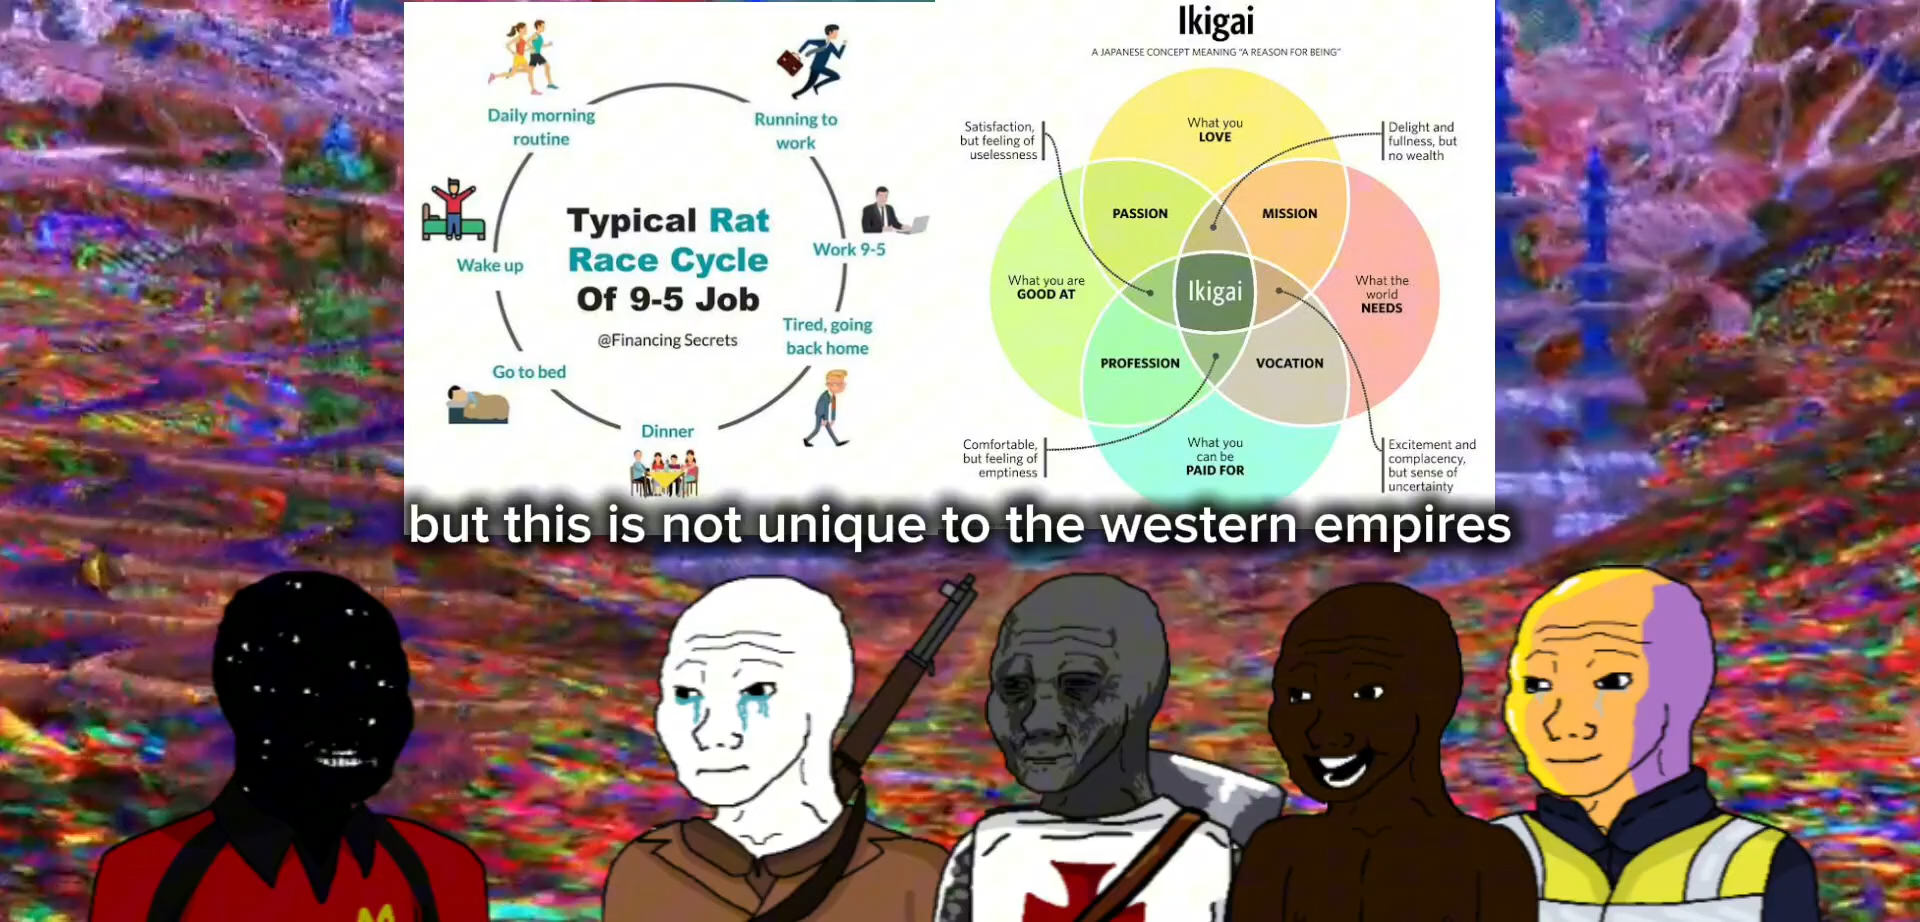 Daily morning
routine
Running to
work
Wake up
Typical Rat
Race Cycle
Of 9-5 Job
@Financing Secrets
Work 9-5
Tired, going
back home
Go to bed
Dinner
Ikigai
A JAPANESE CONCEPT MEANING “A REASON FOR BEING”
Satisfaction,
but feeling of
uselessness
What you
LOVE
Delight and
fullness, but
no wealth
PASSION
MISSION
What you are
GOOD AT
Ikigai
What the
world
NEEDS
PROFESSION
VOCATION
Comfortable,
but feeling of
emptiness
What you
can be
PAID FOR
Excitement and
complacency,
but sense of
uncertainty
but this is not unique to the western empires